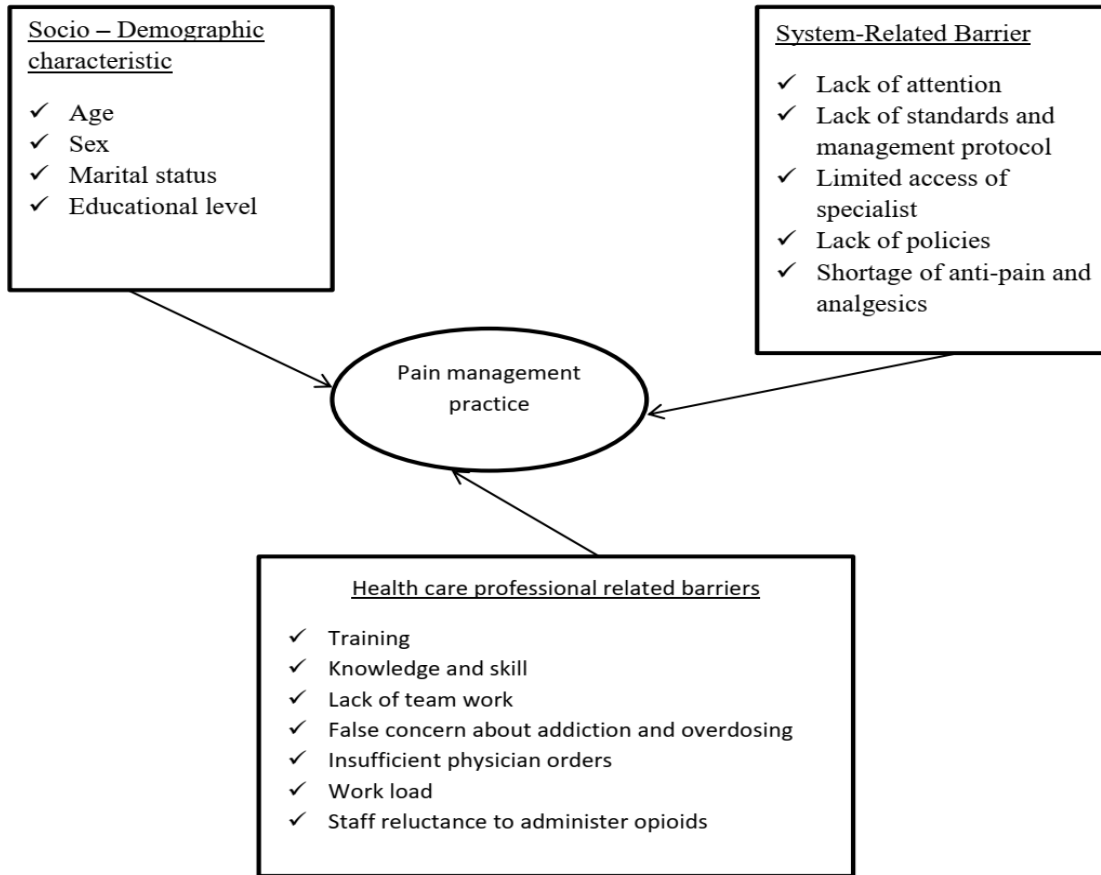 Socio – Demographic
characteristic
✓ Age
✓ Sex
✓ Marital status
✓ Educational level
System-Related Barrier
✓ Lack of attention
✓ Lack of standards and
management protocol
✓ Limited access of
specialist
✓ Lack of policies
✓ Shortage of anti-pain and
analgesics
Pain management
practice
Health care professional related barriers
✓ Training
✓ Knowledge and skill
✓ Lack of team work
✓ False concern about addiction and overdosing
✓ Insufficient physician orders
✓ Work load
✓ Staff reluctance to administer opioids